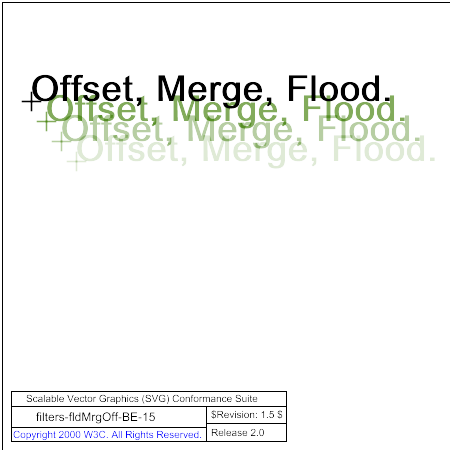 Offset, Merge, Flood.
Offset, Merge, Flood.
Offset, Merge, Flood.
Offset, Merge, Flood.
Scalable Vector Graphics (SVG) Conformance Suite
filters-fldMrgOff-BE-15
$Revision: 1.5 $
Copyright 2000 W3C. All Rights Reserved.
Release 2.0